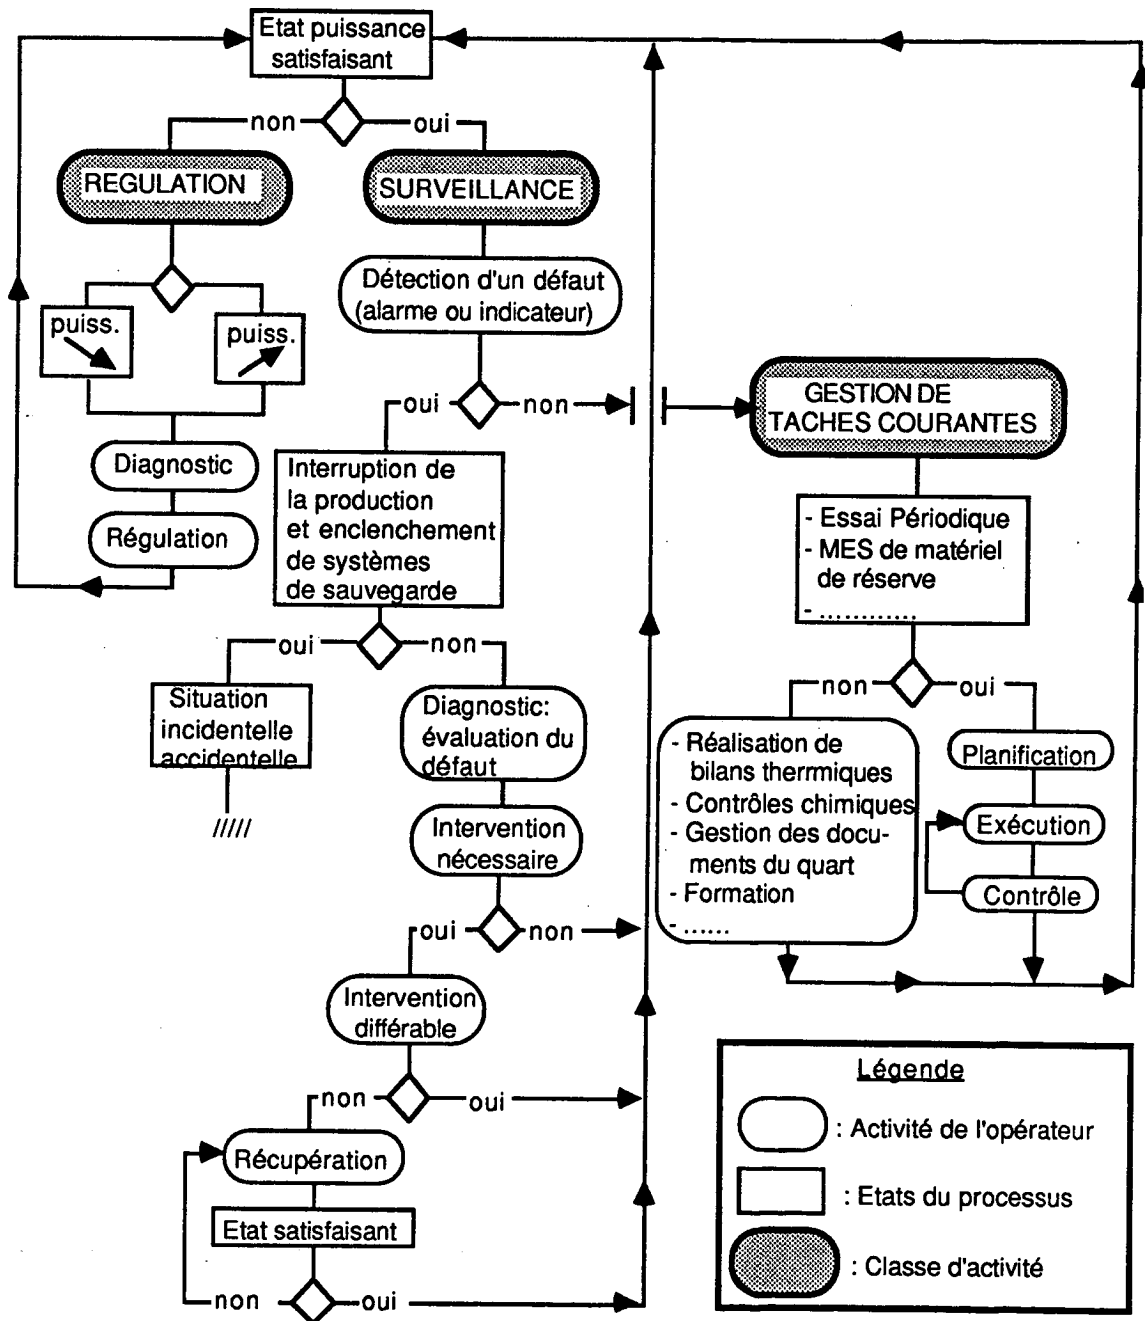 Etat puissance
satisfaisant
non
oui
REGULATION
SURVEILLANCE
Détection d'un défaut
(alarme ou indicateur)
puiss.
puiss.
oui
non
GESTION DE
TACHES COURANTES
Diagnostic
Régulation
Interruption de
la production
et enclenchement
de systèmes
de sauvegarde
- Essai Périodique
- MES de matériel
de réserve
- ............
oui
non
non
oui
Situation
incidentelle
accidentelle
/////
Diagnostic:
évaluation du
défaut
Intervention
nécessaire
- Réalisation de
bilans therrmiques
- Contrôles chimiques
- Gestion des docu-
ments du quart
- Formation
- ......
Planification
Exécution
Contrôle
oui
non
Intervention
différable
non
oui
Récupération
Etat satisfaisant
non
oui
Légende
: Activité de l'opérateur
: Etats du processus
: Classe d'activité